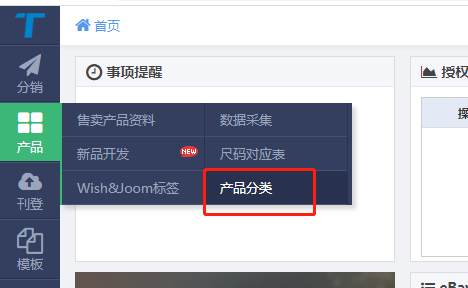 首页
分销
产品
刊登
模板
事项提醒
授权
操
售卖产品资料
数据采集
新品开发 NEW
尺码对应表
Wish&Joom标签
产品分类
eBay